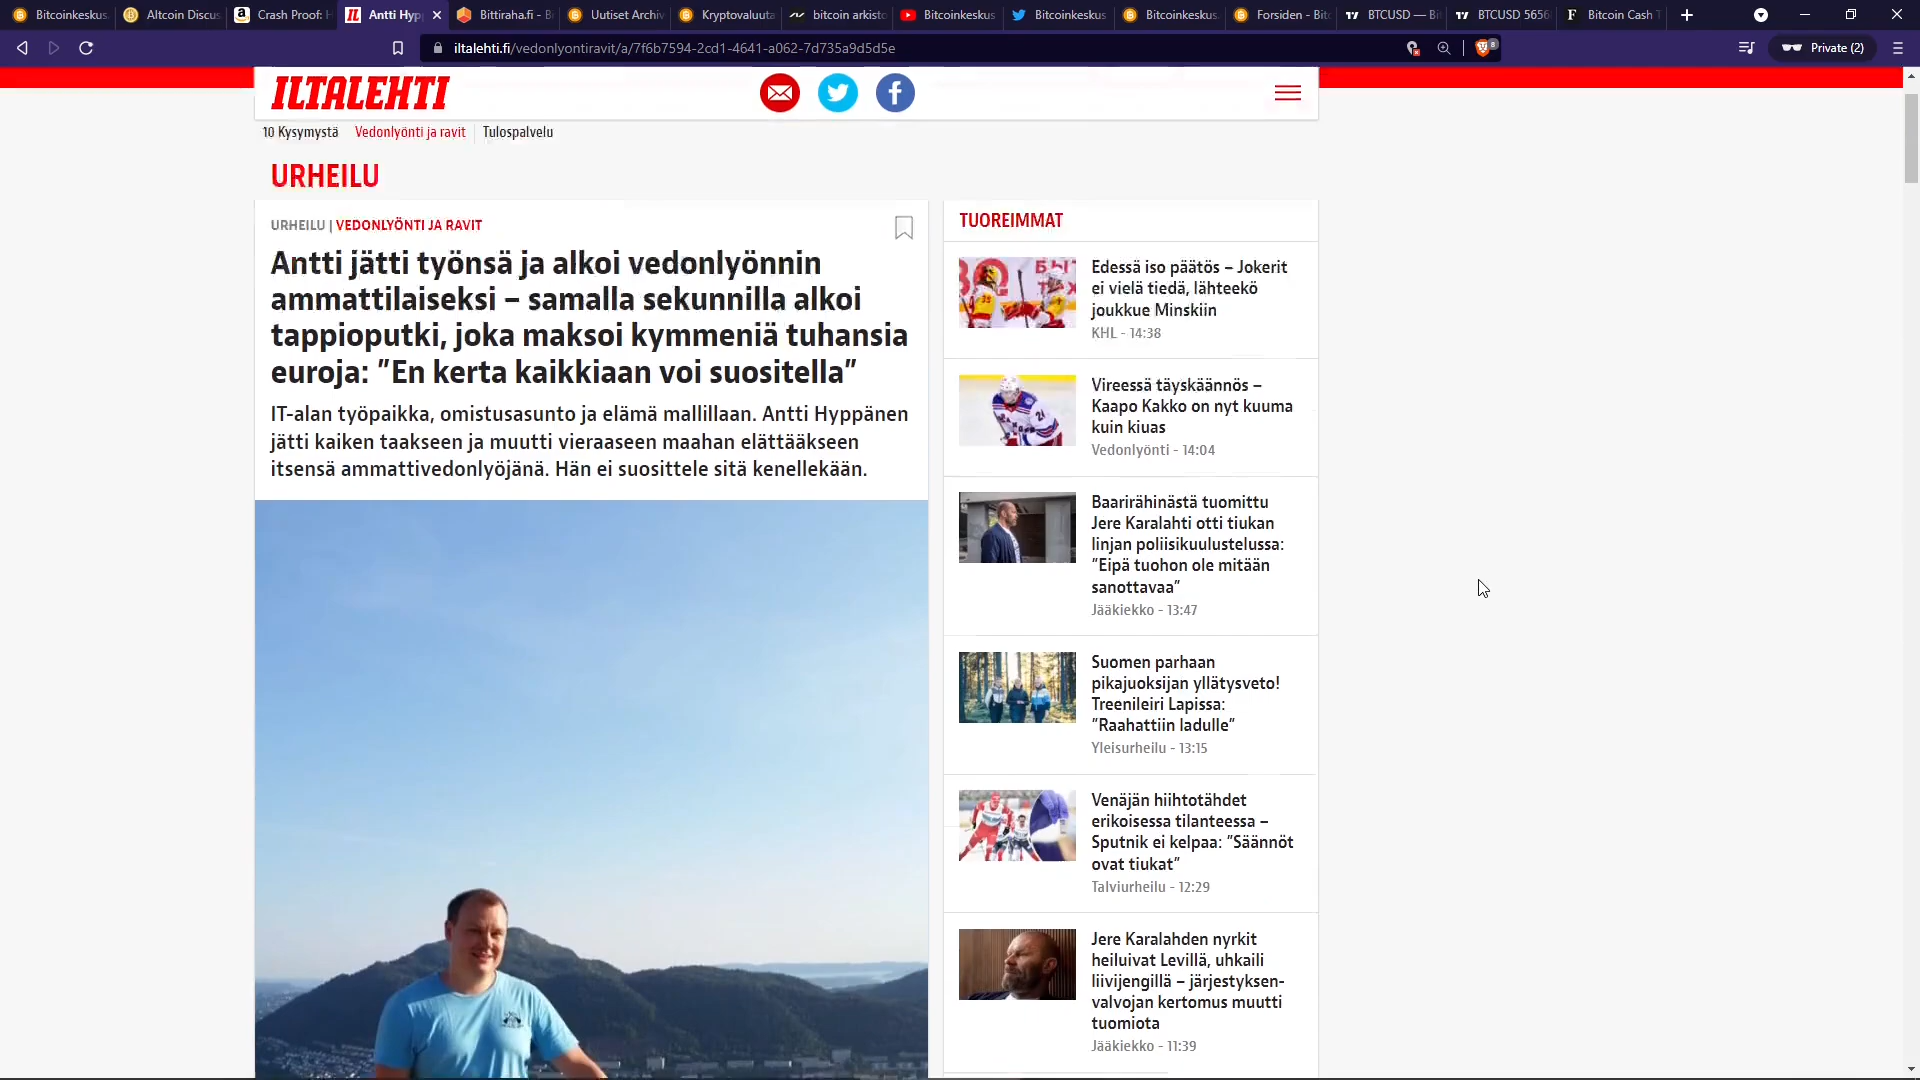 Bitcoinkeskus
Altcoin Discus
Crash Proof: H
Antti Hyp
Bittiraha.fi - B
Uutiset Archiv
Kryptovaluuta
bitcoin arkisto
Bitcoinkeskus
Bitcoinkeskus
Bitcoinkeskus.
Forsiden - Bitc
BTCUSD — Bi
BTCUSD 5656
Bitcoin Cash T
iltalehti.fi/vedonlyontiravit/a/7f6b7594-2cd1-4641-a062-7d735a9d5d5e
8
Private (2)
ILTALEHTI
10 Kysymystä
Vedonlyönti ja ravit
Tulospalvelu
URHEILU
URHEILU | VEDONLYÖNTI JA RAVIT
Antti jätti työnsä ja alkoi vedonlyönnin
ammattilaiseksi – samalla sekunnilla alkoi
tappioputki, joka maksoi kymmeniä tuhansia
euroja: ”En kerta kaikkiaan voi suositella”
IT-alan työpaikka, omistusasunto ja elämä mallillaan. Antti Hyppänen
jätti kaiken taakseen ja muutti vieraaseen maahan elättääkseen
itsensä ammattivedonlyöjänä. Hän ei suosittele sitä kenellekään.
TUOREIMMAT
Edessä iso päätös – Jokerit
ei vielä tiedä, lähteekö
joukkue Minskiin
KHL - 14:38
Vireessä täyskäännös –
Kaapo Kakko on nyt kuuma
kuin kiuas
Vedonlyönti - 14:04
Baarirähinästä tuomittu
Jere Karalahti otti tiukan
linjan poliisikuulustelussa:
”Eipä tuohon ole mitään
sanottavaa”
Jääkiekko - 13:47
Suomen parhaan
pikajuoksijan yllätysveto!
Treenileiri Lapissa:
”Raahattiin ladulle”
Yleisurheilu - 13:15
Venäjän hiihtotähdet
erikoisessa tilanteessa –
Sputnik ei kelpaa: ”Säännöt
ovat tiukat”
Talviurheilu - 12:29
Jere Karalahden nyrkit
heiluivat Levillä, uhkaili
liivijengillä – järjestyksen-
valvojan kertomus muutti
tuomiota
Jääkiekko - 11:39